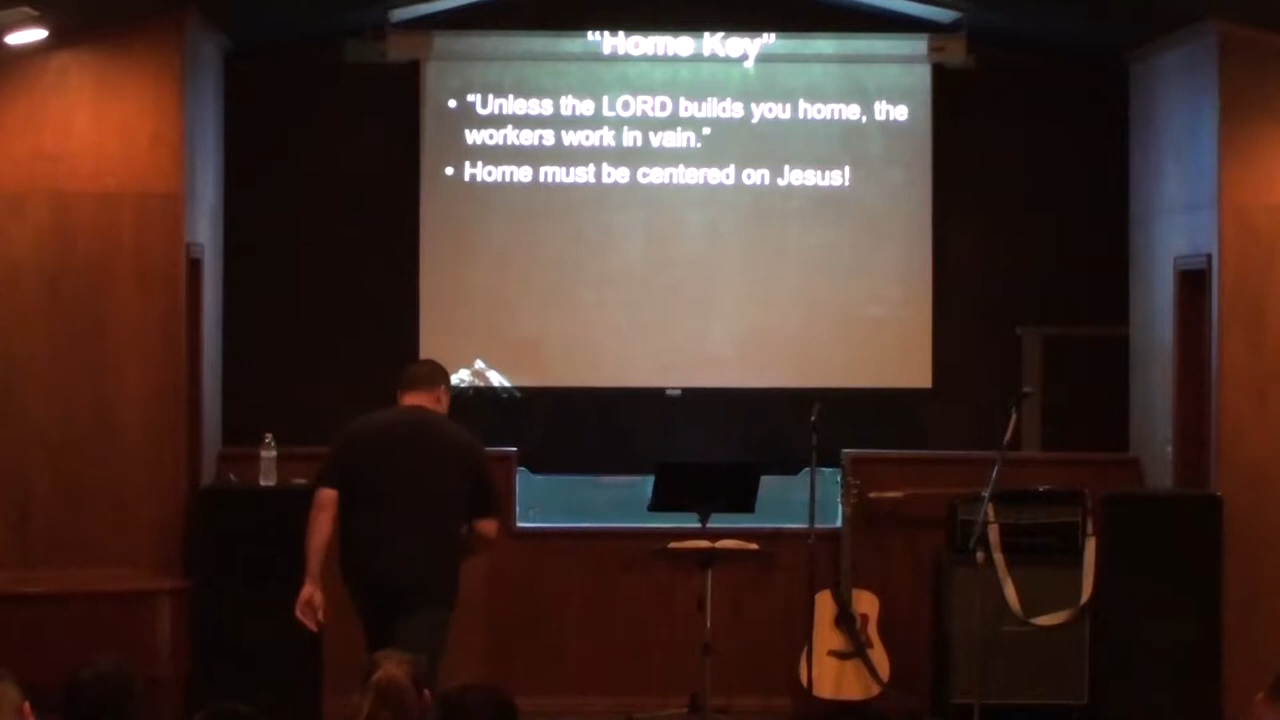 “Home Key”
• “Unless the LORD builds you home, the
workers work in vain.”
• Home must be centered on Jesus!